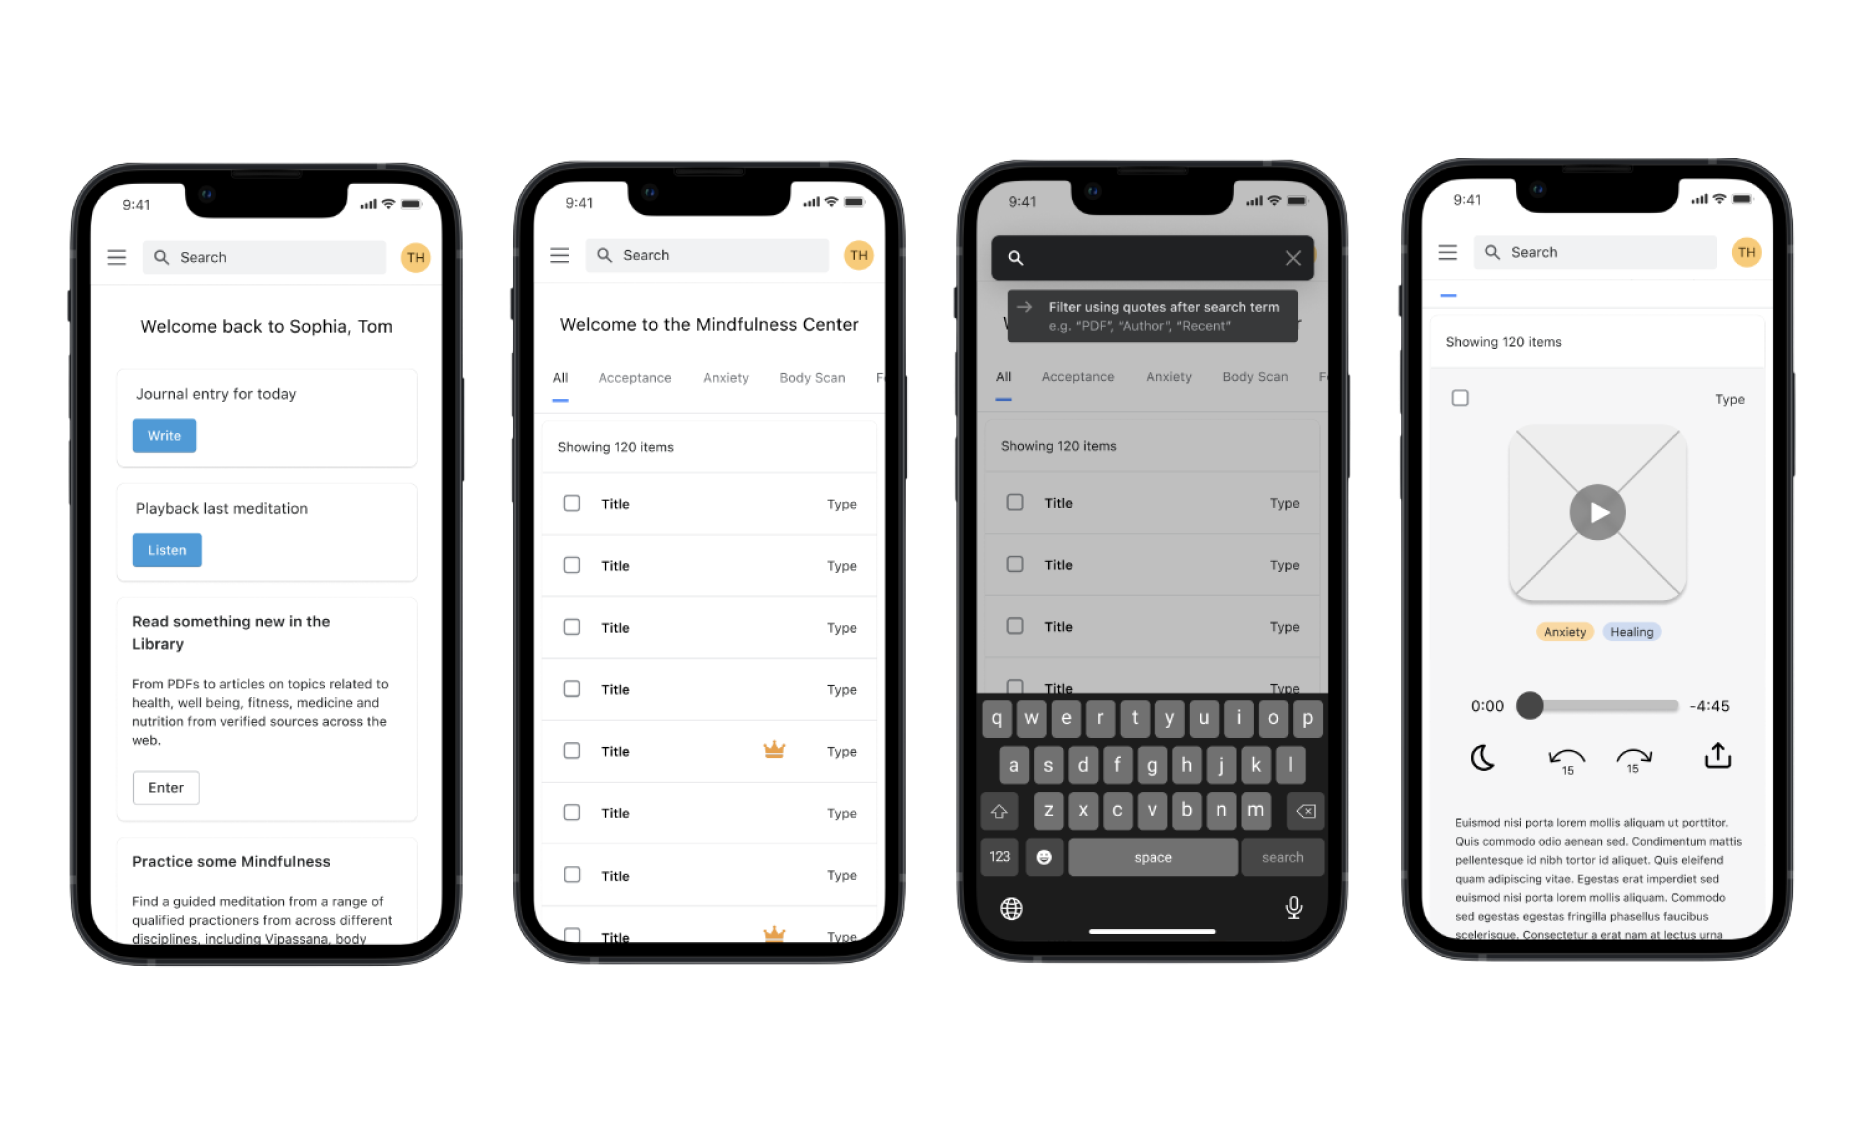 9:41
Search
TH
Welcome back to Sophia, Tom
Journal entry for today
Write
Playback last meditation
Listen
Read something new in the
Library
From PDFs to articles on topics related to
health, well being, fitness, medicine and
nutrition from verified sources across the
web.
Enter
Practice some Mindfulness
Find a guided meditation from a range of
qualified practioners from across different
disciplines, including Vipassana, body
9:41
Search
TH
Welcome to the Mindfulness Center
All Acceptance Anxiety Body Scan
Showing 120 items
Title Type
Title Type
Title Type
Title Type
Title Type
Title Type
Title Type
Title Type
9:41
Filter using quotes after search term
e.g. “PDF”, “Author”, “Recent”
All Acceptance Anxiety Body Scan
Showing 120 items
Title Type
Title Type
Title Type
Title Type
q w e r t y u i o p
a s d f g h j k l
z x c v b n m
123 space search
9:41
Search
TH
Showing 120 items
Type
Anxiety Healing
0:00 -4:45
15 15
Euismod nisi porta lorem mollis aliquam ut porttitor.
Quis commodo odio aenean sed. Condimentum mattis
pellentesque id nibh tortor id aliquet. Quis eleifend
quam adipiscing vitae. Egestas erat imperdiet sed
euismod nisi porta lorem mollis aliquam. Commodo
sed egestas egestas fringilla phasellus faucibus
scelerisque. Consectetur a erat nam at lectus urna